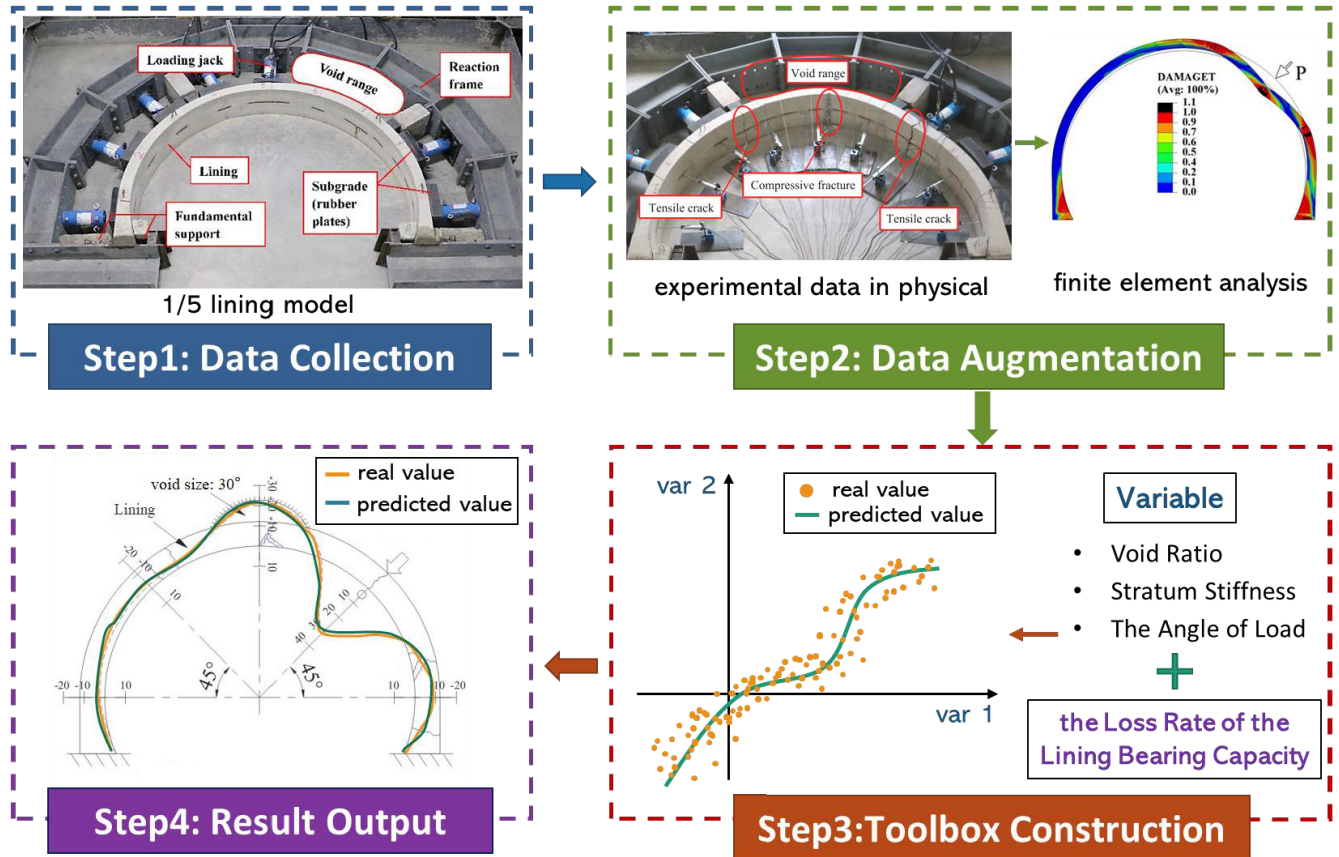 Loading jack
Void range
Reaction
frame
Lining
Subgrade
(rubber
plates)
Fundamental
support
1/5 lining model
Step1: Data Collection
Void range
Compressive fracture
Tensile crack
Tensile crack
experimental data in physical
DAMAGET
(Avg: 100%)
1.1
1.0
0.9
0.7
0.6
0.5
0.4
0.2
0.1
0.0
P
finite element analysis
Step2: Data Augmentation
var 2
real value
predicted value
var 1
Variable
• Void Ratio
• Stratum Stiffness
• The Angle of Load
the Loss Rate of the
Lining Bearing Capacity
Step3:Toolbox Construction
real value
predicted value
void size: 30°
Lining
-30
-10
10
-20
-10
10
10
20
30
40
45°
45°
-20 -10 10
10 -20
Step4: Result Output